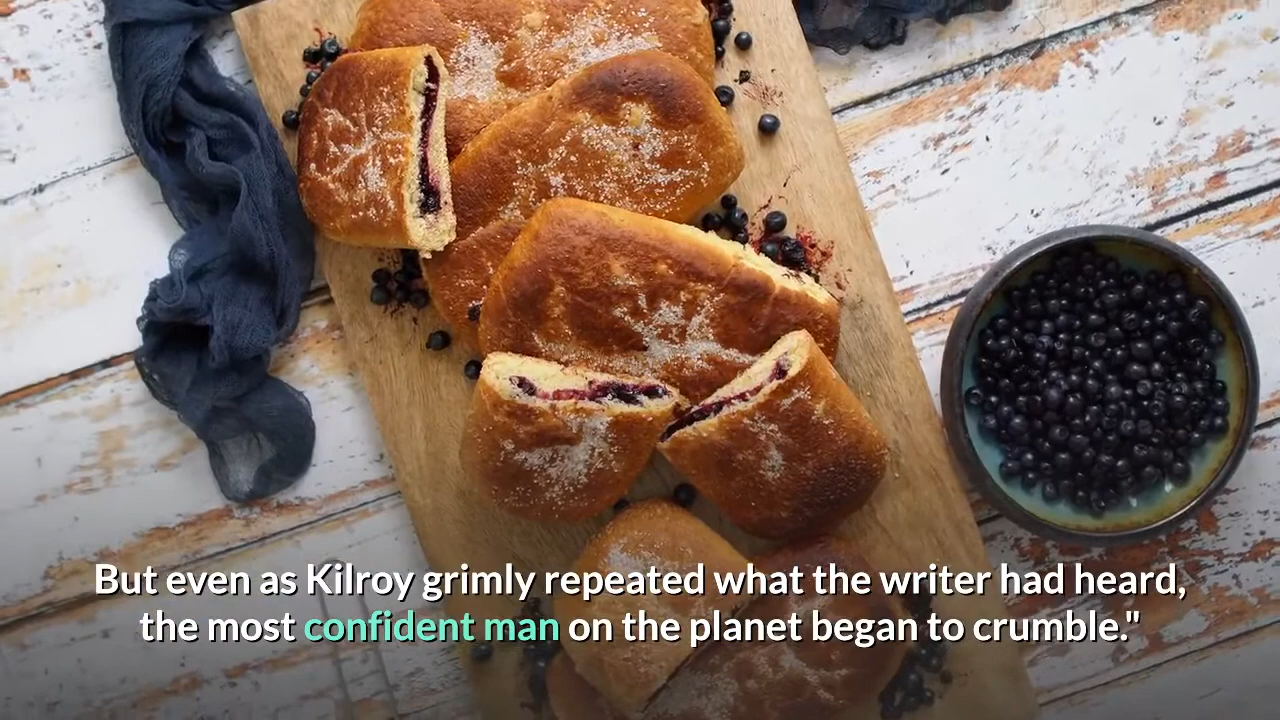 But even as Kilroy grimly repeated what the writer had heard,
the most confident man on the planet began to crumble."